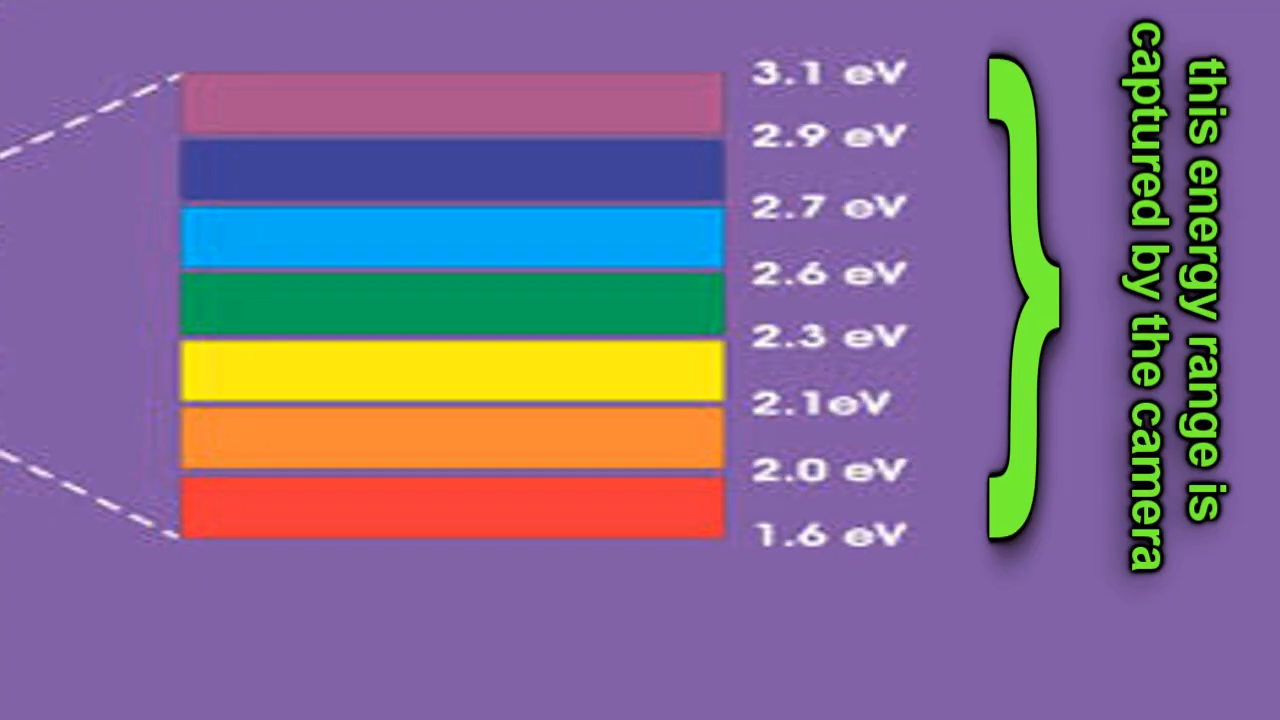 3.1 eV
2.9 eV
2.7 eV
2.6 eV
2.3 eV
2.1eV
2.0 eV
1.6 eV
this energy range is
captured by the camera